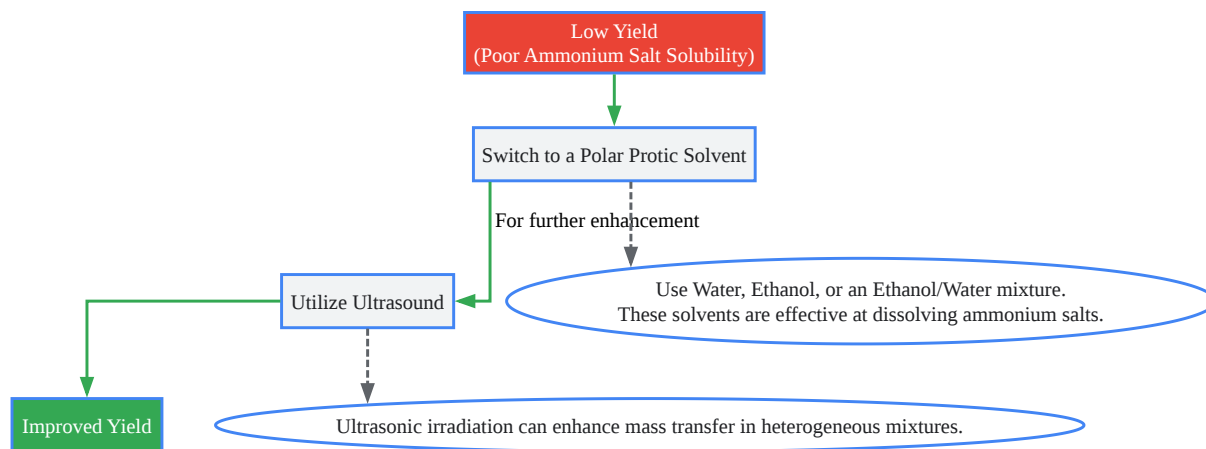 Low Yield
(Poor Ammonium Salt Solubility)
Switch to a Polar Protic Solvent
For further enhancement
Utilize Ultrasound
Use Water, Ethanol, or an Ethanol/Water mixture.
These solvents are effective at dissolving ammonium salts.
Improved Yield
Ultrasonic irradiation can enhance mass transfer in heterogeneous mixtures.